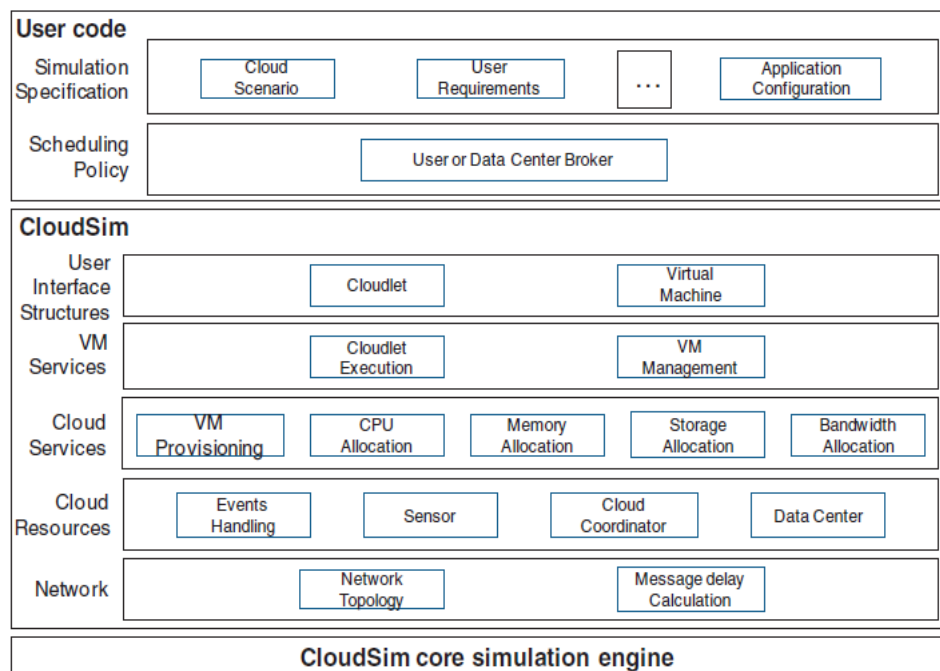 User code
Simulation
Specification
Cloud
Scenario
User
Requirements
...
Application
Configuration
Scheduling
Policy
User or Data Center Broker
CloudSim
User
Interface
Structures
Cloudlet
Virtual
Machine
VM
Services
Cloudlet
Execution
VM
Management
Cloud
Services
VM
Provisioning
CPU
Allocation
Memory
Allocation
Storage
Allocation
Bandwidth
Allocation
Cloud
Resources
Events
Handling
Sensor
Cloud
Coordinator
Data Center
Network
Network
Topology
Message delay
Calculation
CloudSim core simulation engine